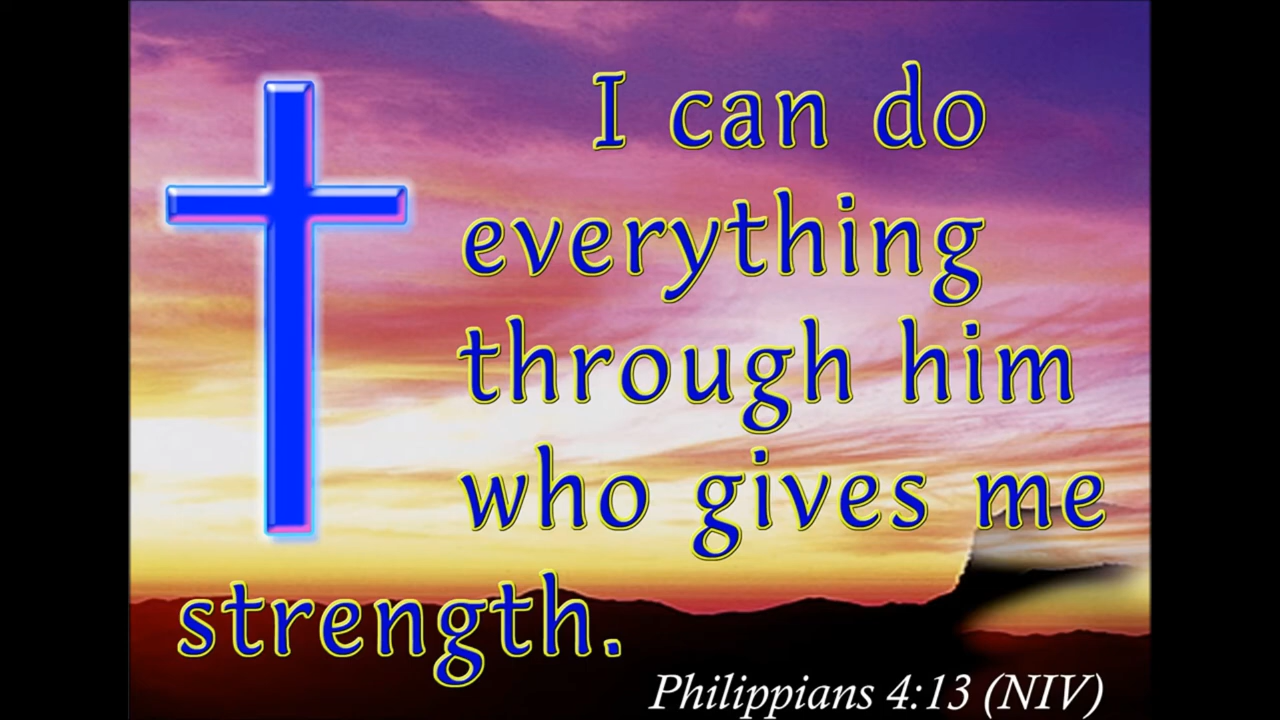 I can do
everything
through him
who gives me
strength.
Philippians 4:13 (NIV)